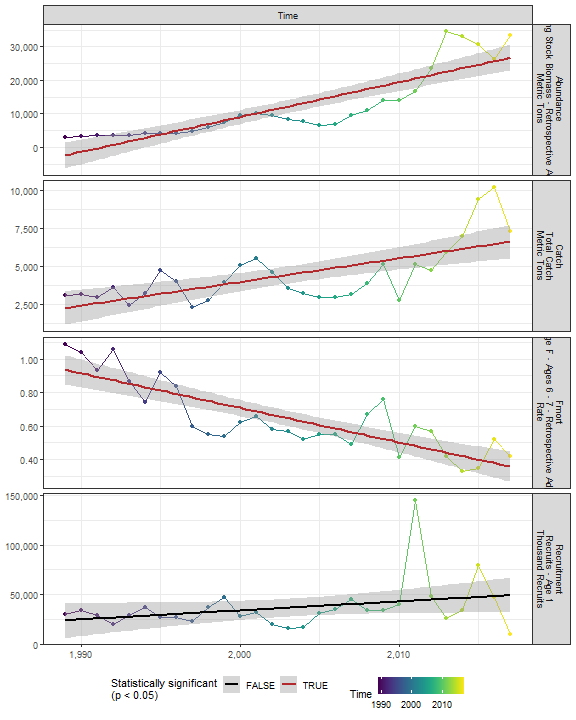 Time
30,000
20,000
10,000
0
Abundance
ng Stock Biomass - Retrospective A
Metric Tons
10,000
7,500
5,000
2,500
Catch
Total Catch
Metric Tons
1.00
0.80
0.60
0.40
Fmort
ge F - Ages 6 - 7 - Retrospective Ad
Rate
150,000
100,000
50,000
0
Recruitment
Recruits - Age 1
Thousand Recruits
1,990
2,000
2,010
Statistically significant
(p < 0.05)
FALSE
TRUE
Time
1990 2000 2010